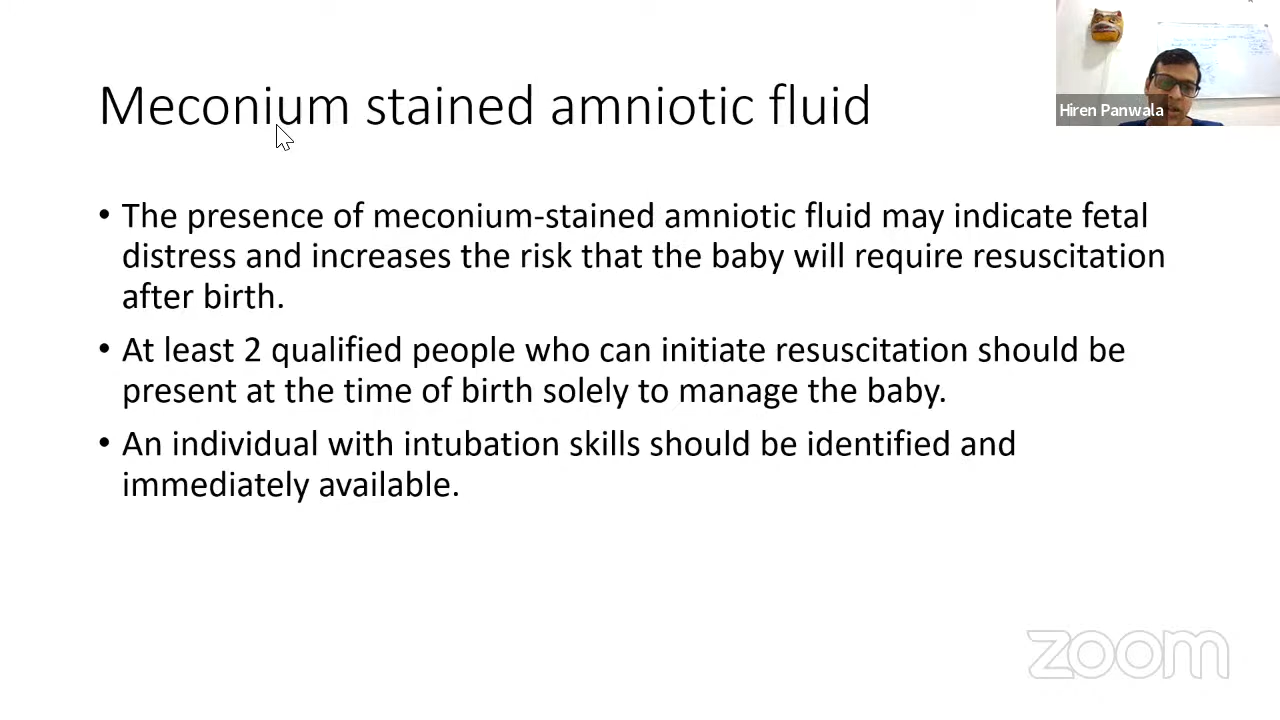 Meconium stained amniotic fluid
Hiren Panwala
• The presence of meconium-stained amniotic fluid may indicate fetal
distress and increases the risk that the baby will require resuscitation
after birth.
• At least 2 qualified people who can initiate resuscitation should be
present at the time of birth solely to manage the baby.
• An individual with intubation skills should be identified and
immediately available.
zoom